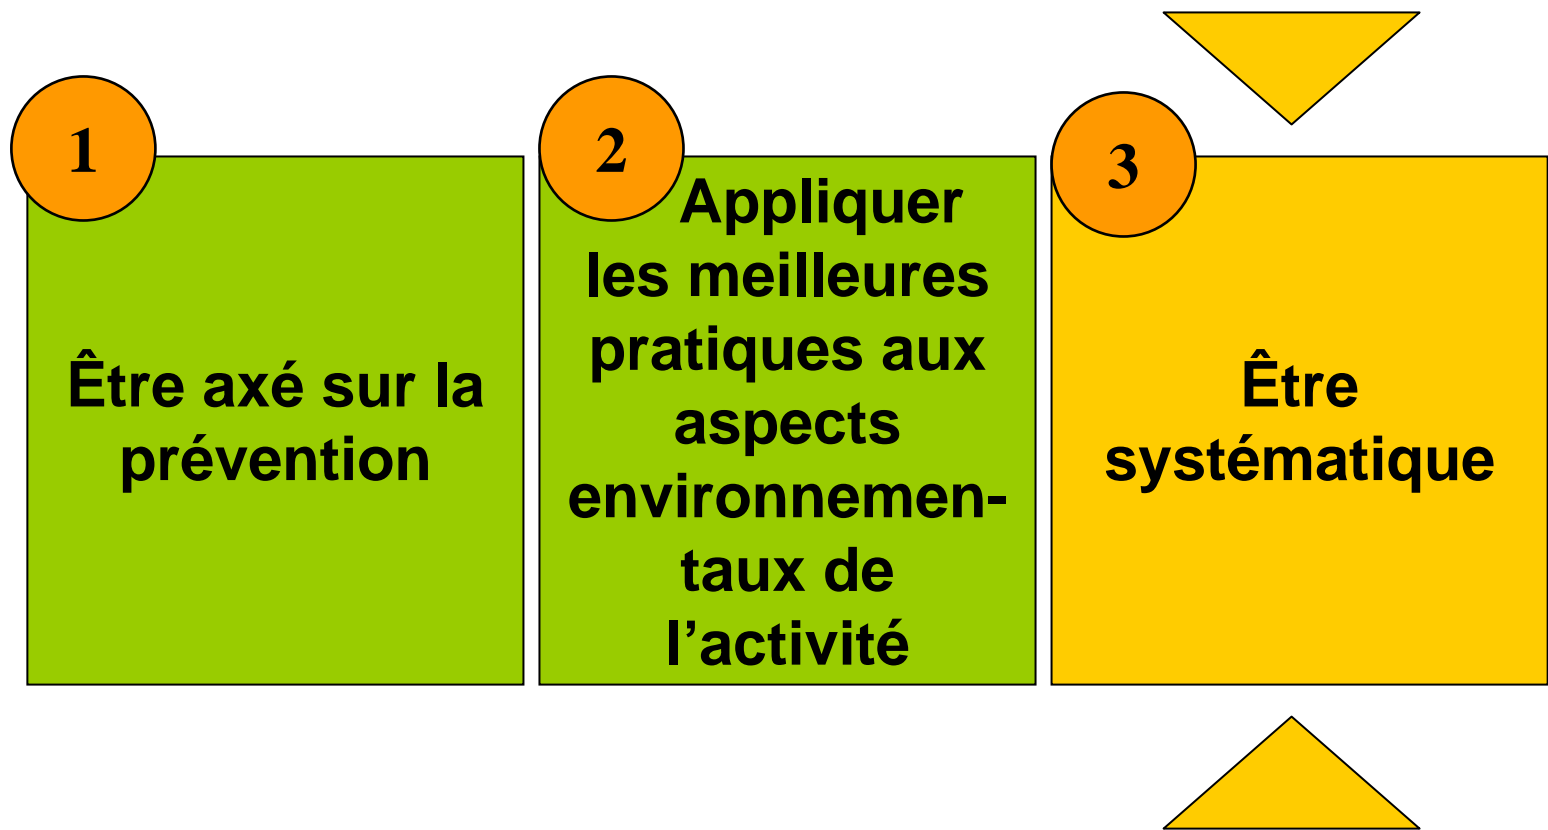 1
Être axé sur la
prévention
2
Appliquer
les meilleures
pratiques aux
aspects
environnemen-
taux de
l’activité
3
Être
systématique